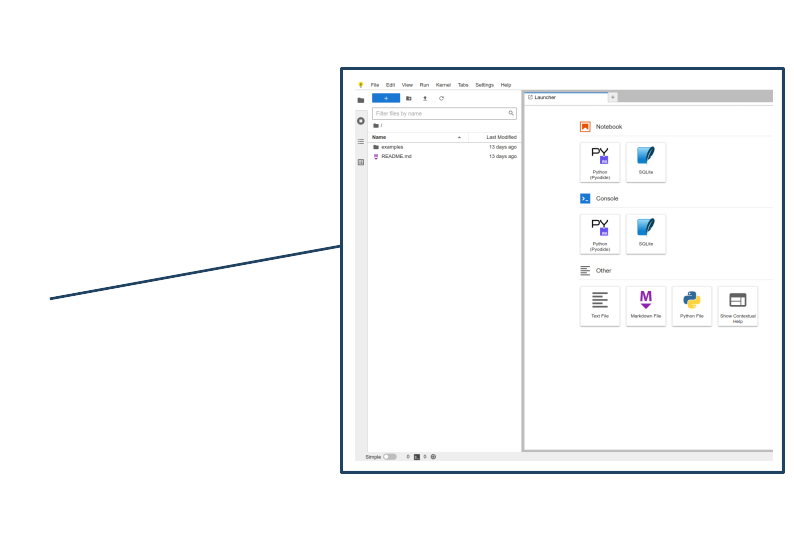 File Edit View Run Kernel Tabs Settings Help
+
Filter files by name
/
Name Last Modified
examples 13 days ago
README.md 13 days ago
Launcher +
Notebook
PY
Python
(Pyodide)
SQLite
Console
PY
Python
(Pyodide)
SQLite
Other
Text File
M
Markdown File
Python File
Show Contextual
Help
Simple 0 0